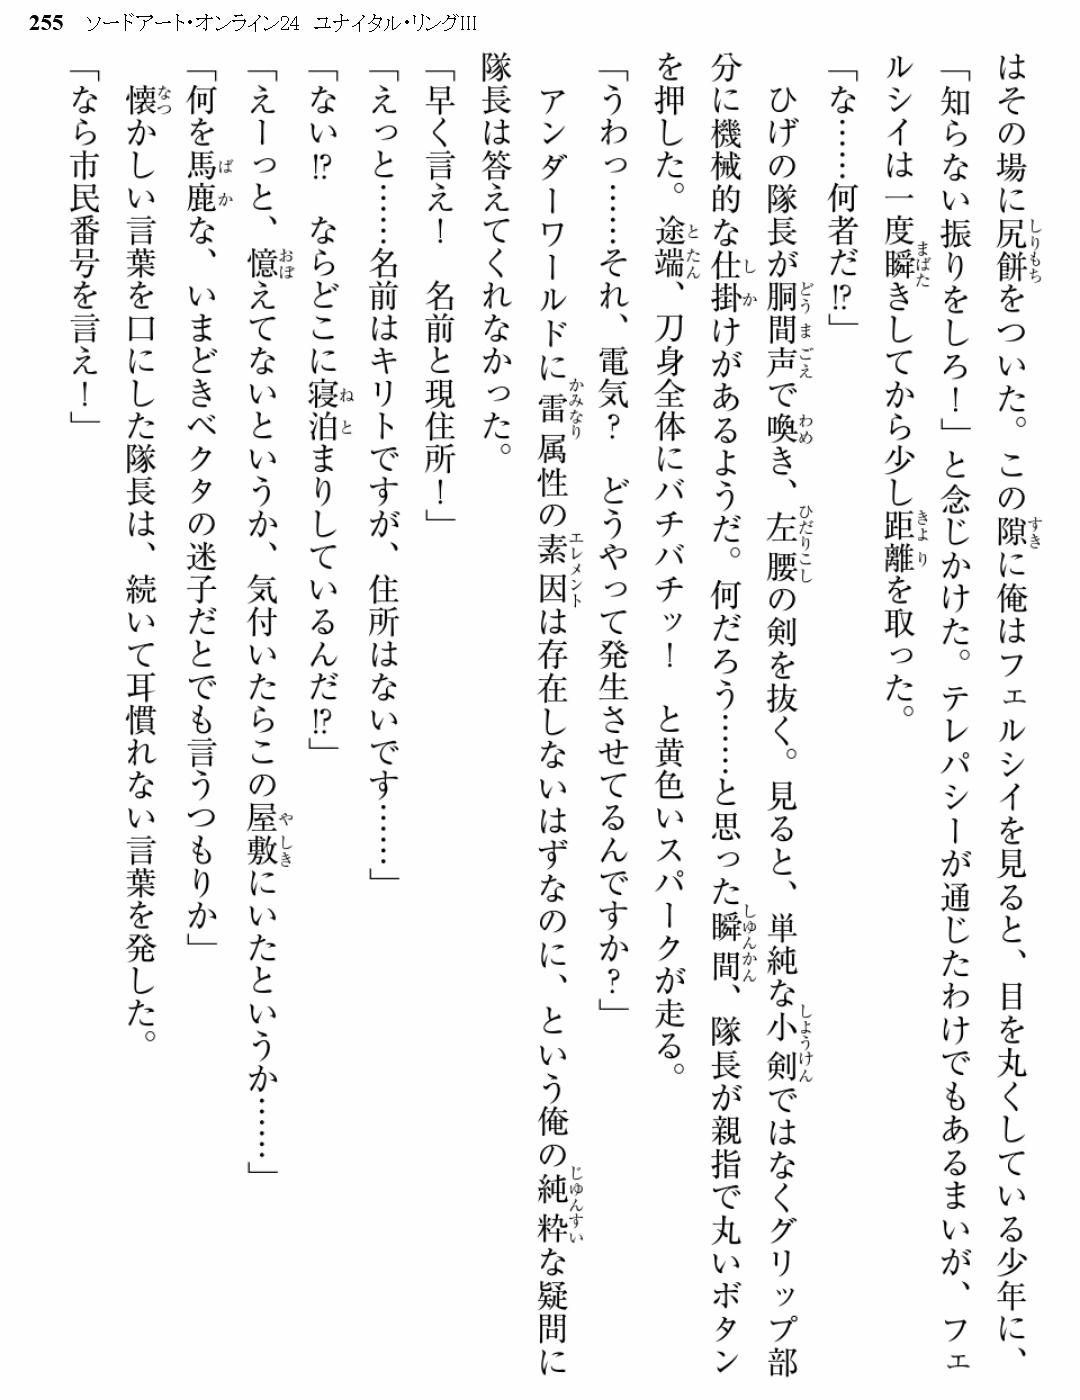 255 ソードアート・オンライン24 ユナイタル・リングIII
はその場に尻餅をついた。この隙に俺はフェルシイを見ると、目を丸くしている少年に、
「知らない振りをしろ！」と念じかけた。テレパシーが通じたわけでもあるまいが、フェ
ルシイは一度瞬きしてから少し距離を取った。
「な……何者だ!?」
　ひげの隊長が胴間声で喚き、左腰の剣を抜く。見ると、単純な小剣ではなくグリップ部
分に機械的な仕掛けがあるようだ。何だろう……と思った瞬間、隊長が親指で丸いボタン
を押した。途端、刀身全体にバチバチッ！　と黄色いスパークが走る。
「うわっ……それ、電気？　どうやって発生させてるんですか？」
　アンダーワールドに雷属性の素因は存在しないはずなのに、という俺の純粋な疑問に
隊長は答えてくれなかった。
「早く言え！　名前と現住所！」
「えっと……名前はキリトですが、住所はないです……」
「ない!?　ならどこに寝泊まりしているんだ!?」
「えーっと、憶えてないというか、気付いたらこの屋敷にいたというか……」
「何を馬鹿な、いまどきベクタの迷子だとでも言うつもりか」
　懐かしい言葉を口にした隊長は、続いて耳慣れない言葉を発した。
「なら市民番号を言え！」